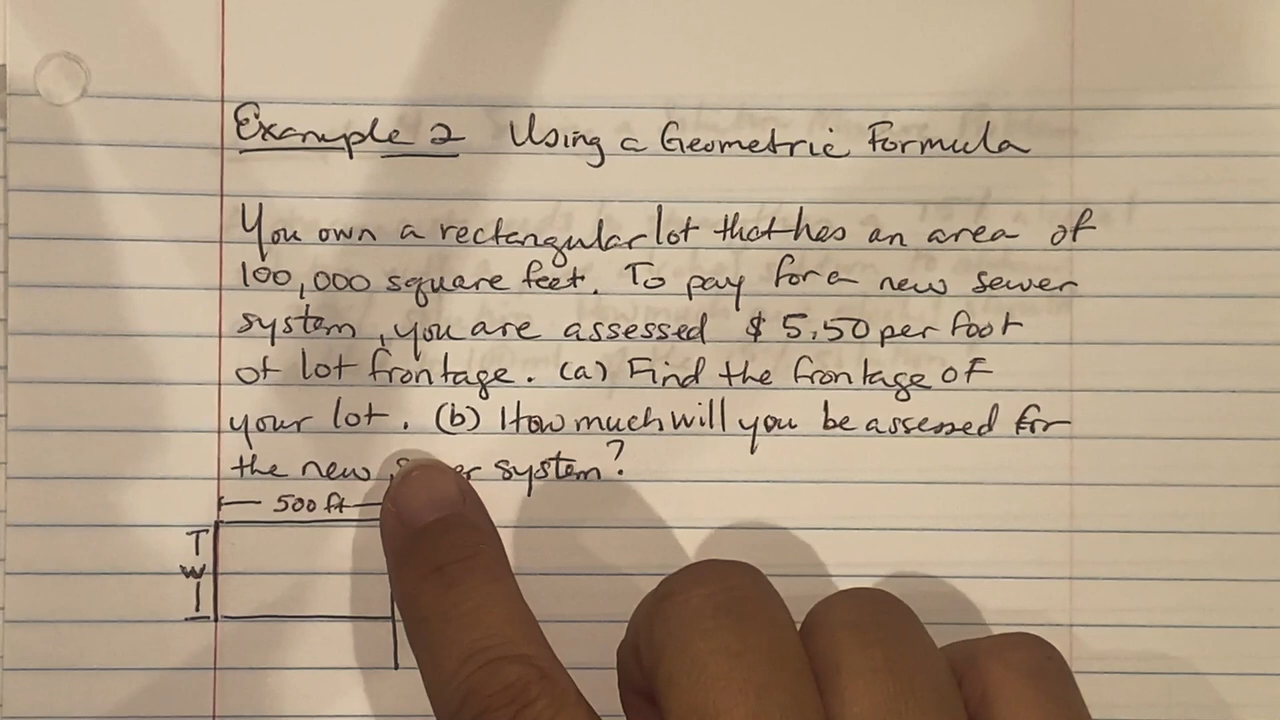 Example 2 Using a Geometric Formula
You own a rectangular lot that has an area of
100,000 square feet. To pay for a new sewer
system, you are assessed $5.50 per foot
of lot frontage. (a) Find the frontage of
your lot. (b) How much will you be assessed for
the new system?
500 ft
W